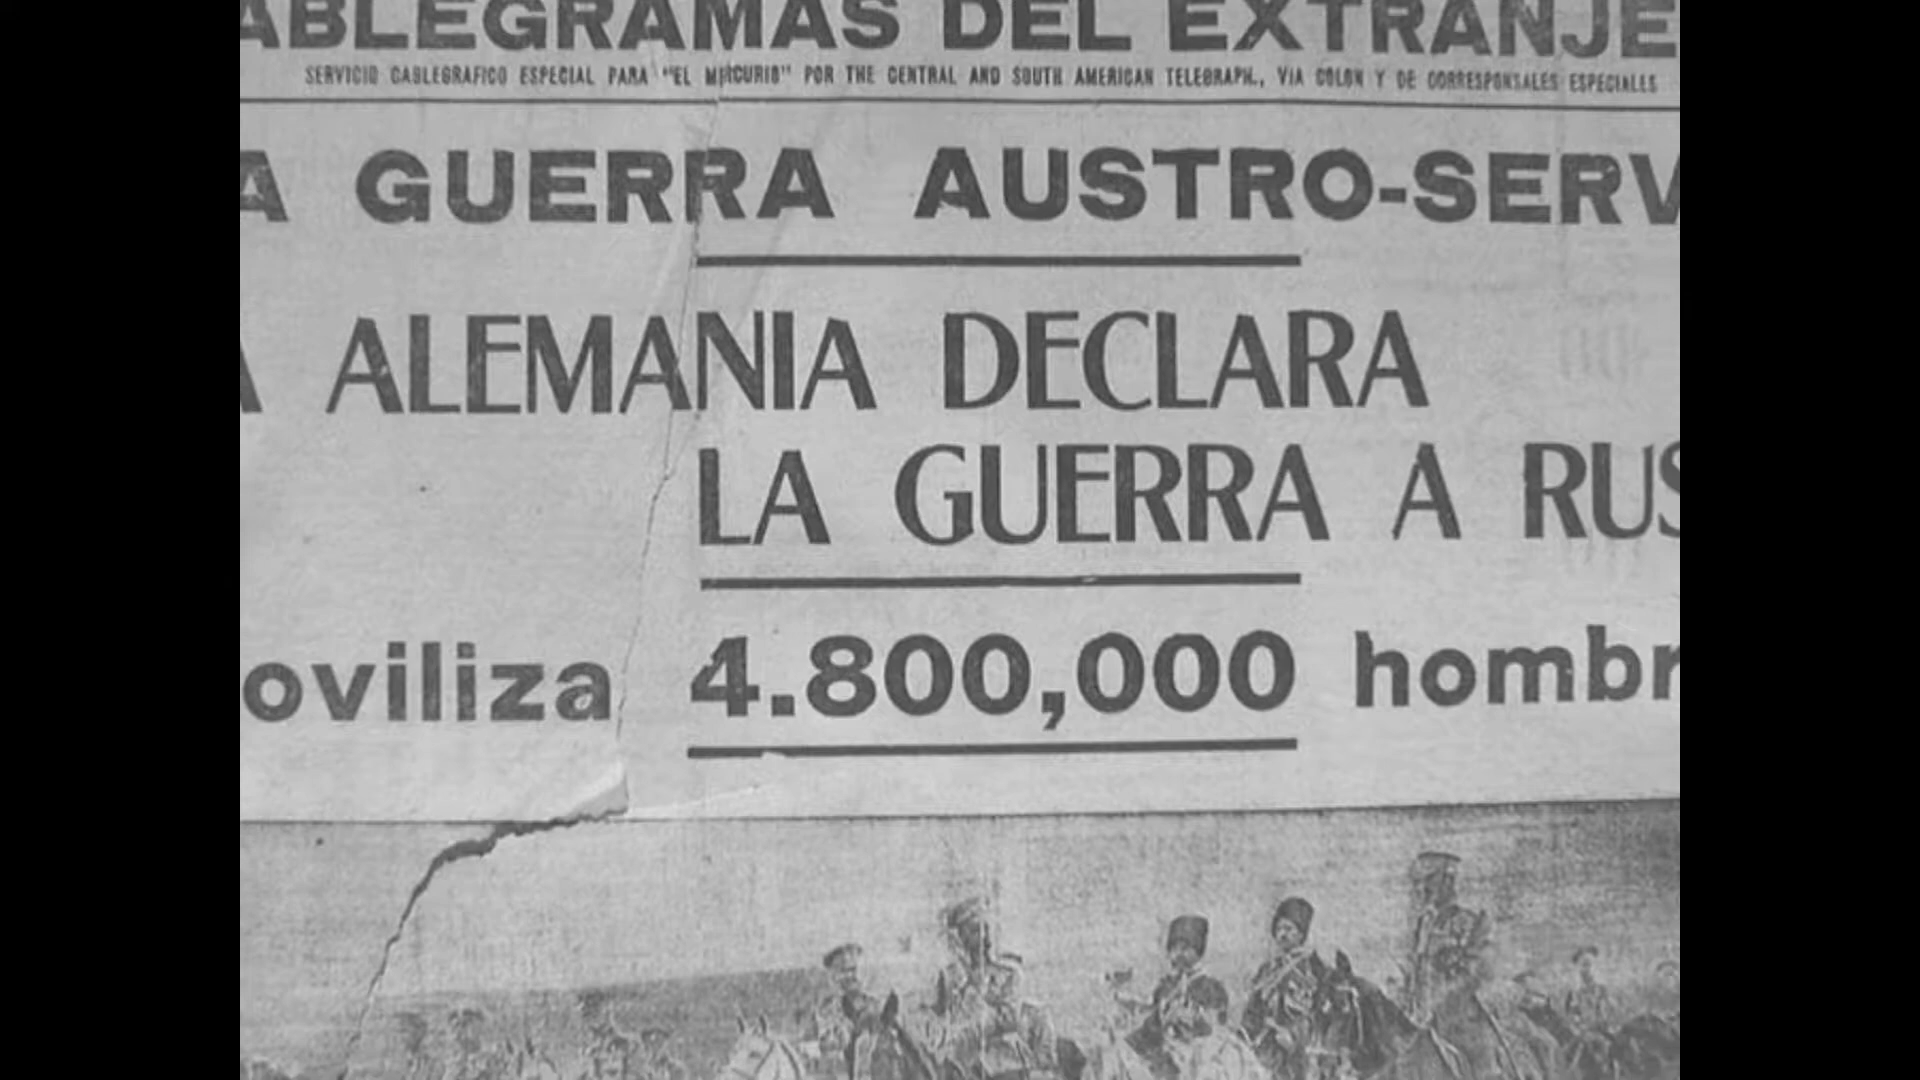 ABLEGRAMAS DEL EXTRANJE
SERVICIO CABLEGRAFICO ESPECIAL PARA "EL MERCURIO" POR THE CENTRAL AND SOUTH AMERICAN TELEGRAPH., VIA COLON Y DE CORRESPONSALES ESPECIALES
A GUERRA AUSTRO-SERV
A ALEMANIA DECLARA
LA GUERRA A RUS
oviliza 4.800,000 hombr